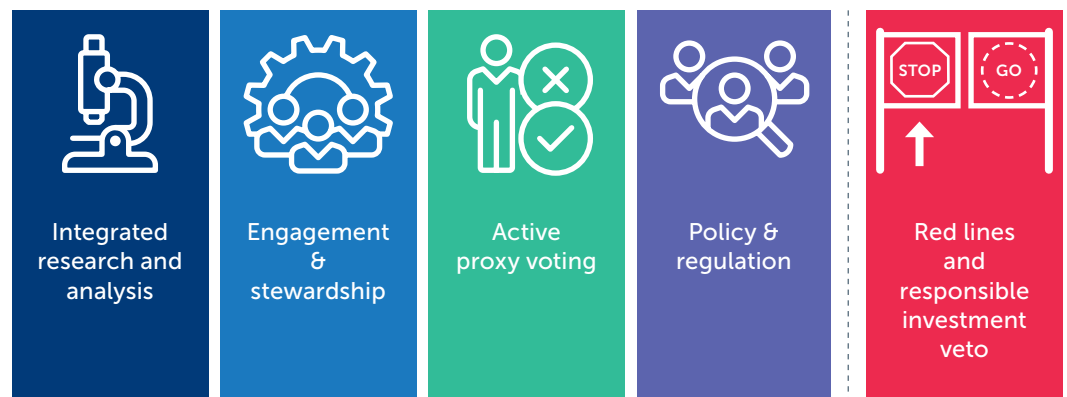 STOP
GO
Integrated
research and
analysis
Engagement
&
stewardship
Active
proxy voting
Policy &
regulation
Red lines
and
responsible
investment
veto